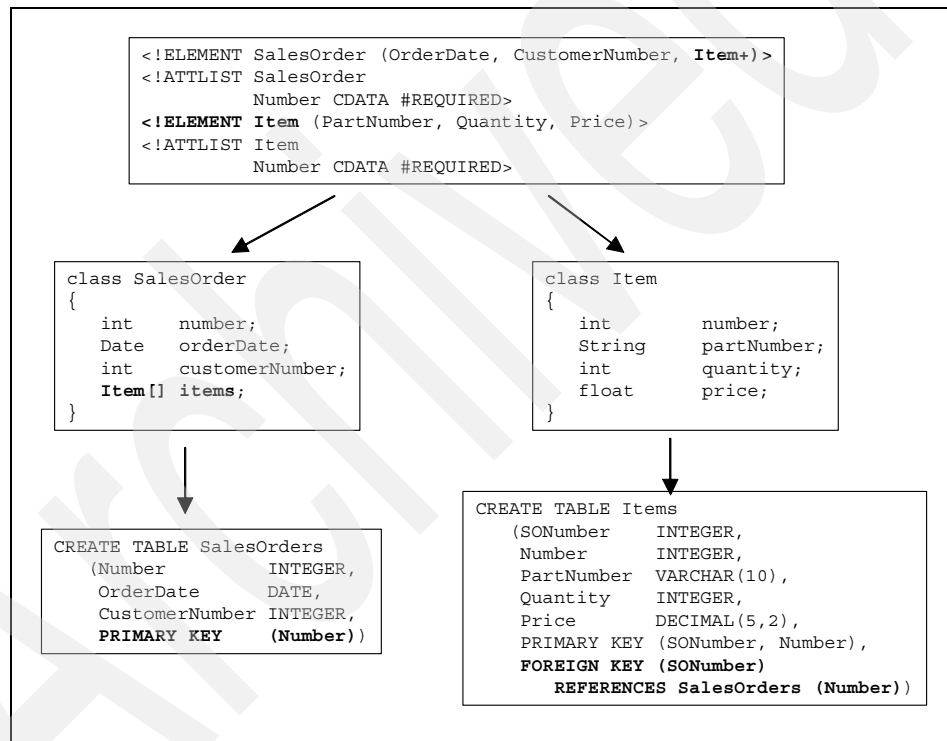 <!ELEMENT SalesOrder (OrderDate, CustomerNumber, Item+)>
<!ATTLIST SalesOrder
Number CDATA #REQUIRED>
<!ELEMENT Item (PartNumber, Quantity, Price)>
<!ATTLIST Item
Number CDATA #REQUIRED>
class SalesOrder
{
int number;
Date orderDate;
int customerNumber;
Item[] items;
}
class Item
{
int number;
String partNumber;
int quantity;
float price;
}
CREATE TABLE SalesOrders
(Number INTEGER,
OrderDate DATE,
CustomerNumber INTEGER,
PRIMARY KEY (Number))
CREATE TABLE Items
(SONumber INTEGER,
Number INTEGER,
PartNumber VARCHAR(10),
Quantity INTEGER,
Price DECIMAL(5,2),
PRIMARY KEY (SONumber, Number),
FOREIGN KEY (SONumber)
REFERENCES SalesOrders (Number))
Archived